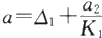 a = Δ₁ + a₂/K₁